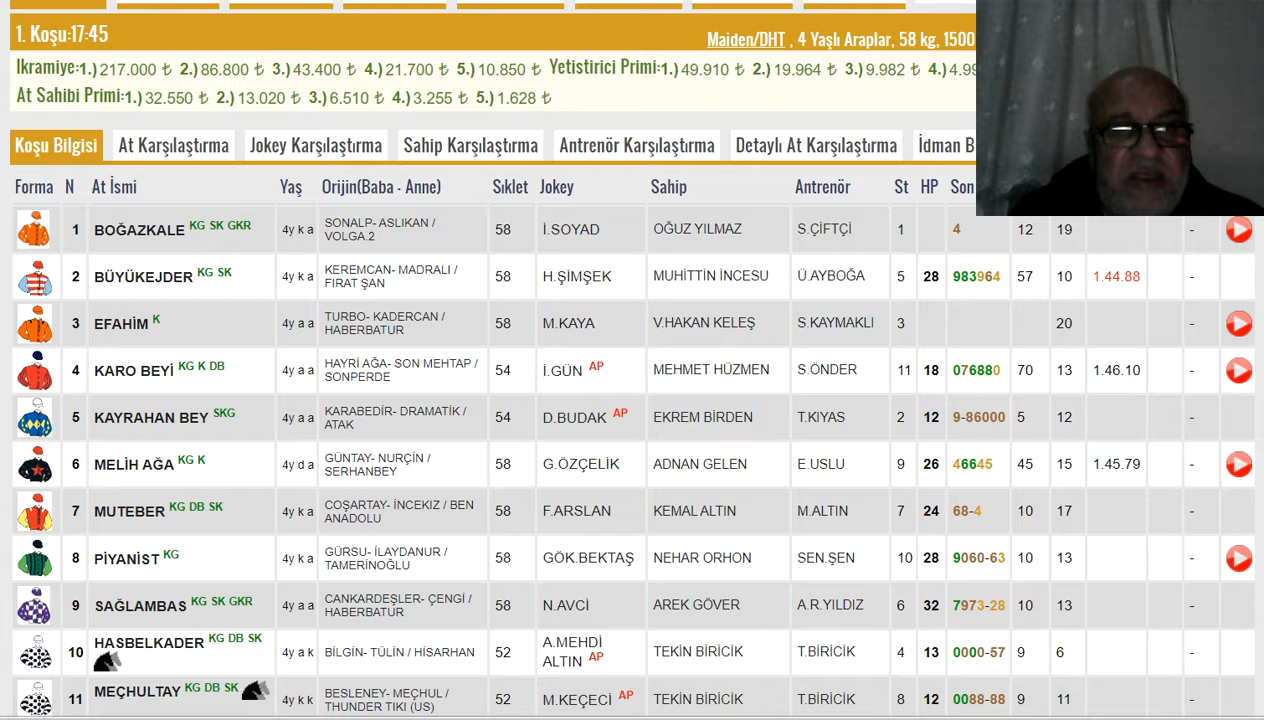 1. Koşu:17:45
Maiden/DHT , 4 Yaşlı Araplar, 58 kg, 1500
İkramiye:1.) 217.000 ₺ 2.) 86.800 ₺ 3.) 43.400 ₺ 4.) 21.700 ₺ 5.) 10.850 ₺ Yetistirici Primi:1.) 49.910 ₺ 2.) 19.964 ₺ 3.) 9.982 ₺ 4.) 4.99
At Sahibi Primi:1.) 32.550 ₺ 2.) 13.020 ₺ 3.) 6.510 ₺ 4.) 3.255 ₺ 5.) 1.628 ₺
Koşu Bilgisi At Karşılaştırma Jokey Karşılaştırma Sahip Karşılaştırma Antrenör Karşılaştırma Detaylı At Karşılaştırma İdman B
Forma N At İsmi Yaş Orijin(Baba - Anne) Sıklet Jokey Sahip Antrenör St HP Son
1 BOĞAZKALE KG SK GKR 4y k a SONALP- ASLIKAN / VOLGA.2 58 İ.SOYAD OĞUZ YILMAZ S.ÇİFTÇİ 1 4 12 19 -
2 BÜYÜKEJDER KG SK 4y k a KEREMCAN- MADRALI / FIRAT ŞAN 58 H.ŞİMŞEK MUHİTTİN İNCESU Ü.AYBOĞA 5 28 983964 57 10 1.44.88 -
3 EFAHİM K 4y a a TURBO- KADERCAN / HABERBATUR 58 M.KAYA V.HAKAN KELEŞ S.KAYMAKLI 3 20 -
4 KARO BEYİ KG K DB 4y a a HAYRİ AĞA- SON MEHTAP / SONPERDE 54 İ.GÜN AP MEHMET HÜZMEN S.ÖNDER 11 18 076880 70 13 1.46.10 -
5 KAYRAHAN BEY SKG 4y a a KARABEDİR- DRAMATİK / ATAK 54 D.BUDAK AP EKREM BİRDEN T.KIYAS 2 12 9-86000 5 12 -
6 MELİH AĞA KG K 4y d a GÜNTAY- NURÇİN / SERHANBEY 58 G.ÖZÇELİK ADNAN GELEN E.USLU 9 26 46645 45 15 1.45.79 -
7 MUTEBER KG DB SK 4y k a COŞARTAY- İNCEKIZ / BEN ANADOLU 58 F.ARSLAN KEMAL ALTIN M.ALTIN 7 24 68-4 10 17 -
8 PİYANİST KG 4y k a GÜRSU- İLAYDANUR / TAMERİNOĞLU 58 GÖK.BEKTAŞ NEHAR ORHON SEN.ŞEN 10 28 9060-63 10 13 -
9 SAĞLAMBAS KG SK GKR 4y a a CANKARDEŞLER- ÇENGİ / HABERBATUR 58 N.AVCİ AREK GÖVER A.R.YILDIZ 6 32 7973-28 10 13 -
10 HASBELKADER KG DB SK 4y a k BİLGİN- TÜLİN / HİSARHAN 52 A.MEHDİ ALTIN AP TEKİN BİRİCİK T.BİRİCİK 4 13 0000-57 9 6 -
11 MEÇHULTAY KG DB SK 4y k k BESLENEY- MEÇHUL / THUNDER TIKI (US) 52 M.KEÇECİ AP TEKİN BİRİCİK T.BİRİCİK 8 12 0088-88 9 11 -